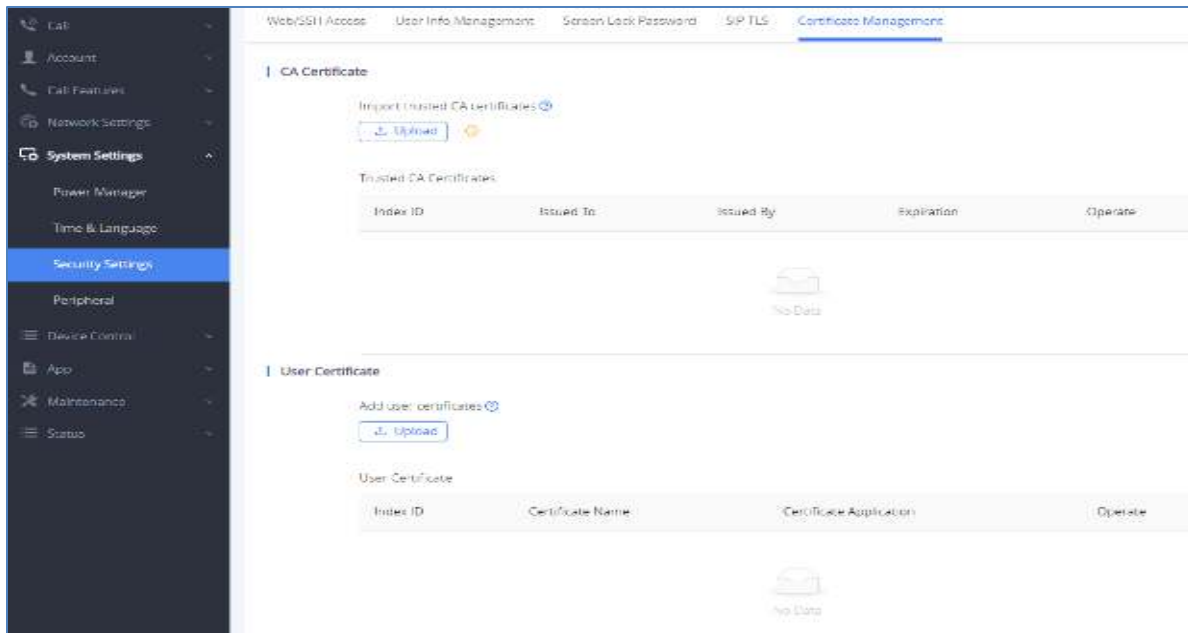 Call
Account
Call Features
Network Settings
System Settings
Power Manager
Time & Language
Security Settings
Peripheral
Device Control
App
Maintenance
Status
Web/SSH Access User Info Management Screen Lock Password SIP TLS Certificate Management
CA Certificate
Import trusted CA certificates
Upload
Trusted CA Certificates
Index ID Issued To Issued By Expiration Operate
No Data
User Certificate
Add user certificates
Upload
User Certificate
Index ID Certificate Name Certificate Application Operate
No Data